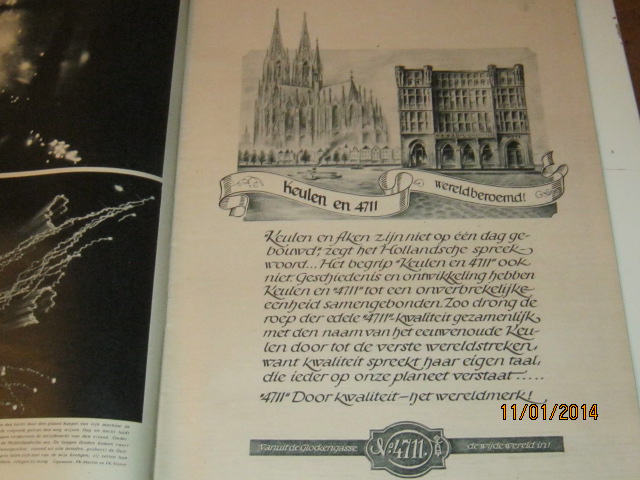 Keulen en 4711 wereldberoemd!
"Keulen en Aken zijn niet op één dag ge-
bouwd", zegt het Hollandsche spreek-
woord... Het begrip "Keulen en 4711" ook
niet. Geschiedenis en ontwikkeling hebben
Keulen en "4711" tot een onverbrekelijke
eenheid samengebonden. Zoo drong de
roep der edele "4711"-kwaliteit gezamenlijk
met den naam van het eeuwenoude Keu-
len door tot de verste wereldstreken,
want kwaliteit spreekt haar eigen taal,
die ieder op onze planeet verstaat.....
"4711" Door kwaliteit - het wereldmerk!
11/01/2014
Vanuit de Glockengasse No. 4711. de wijde wereld in!